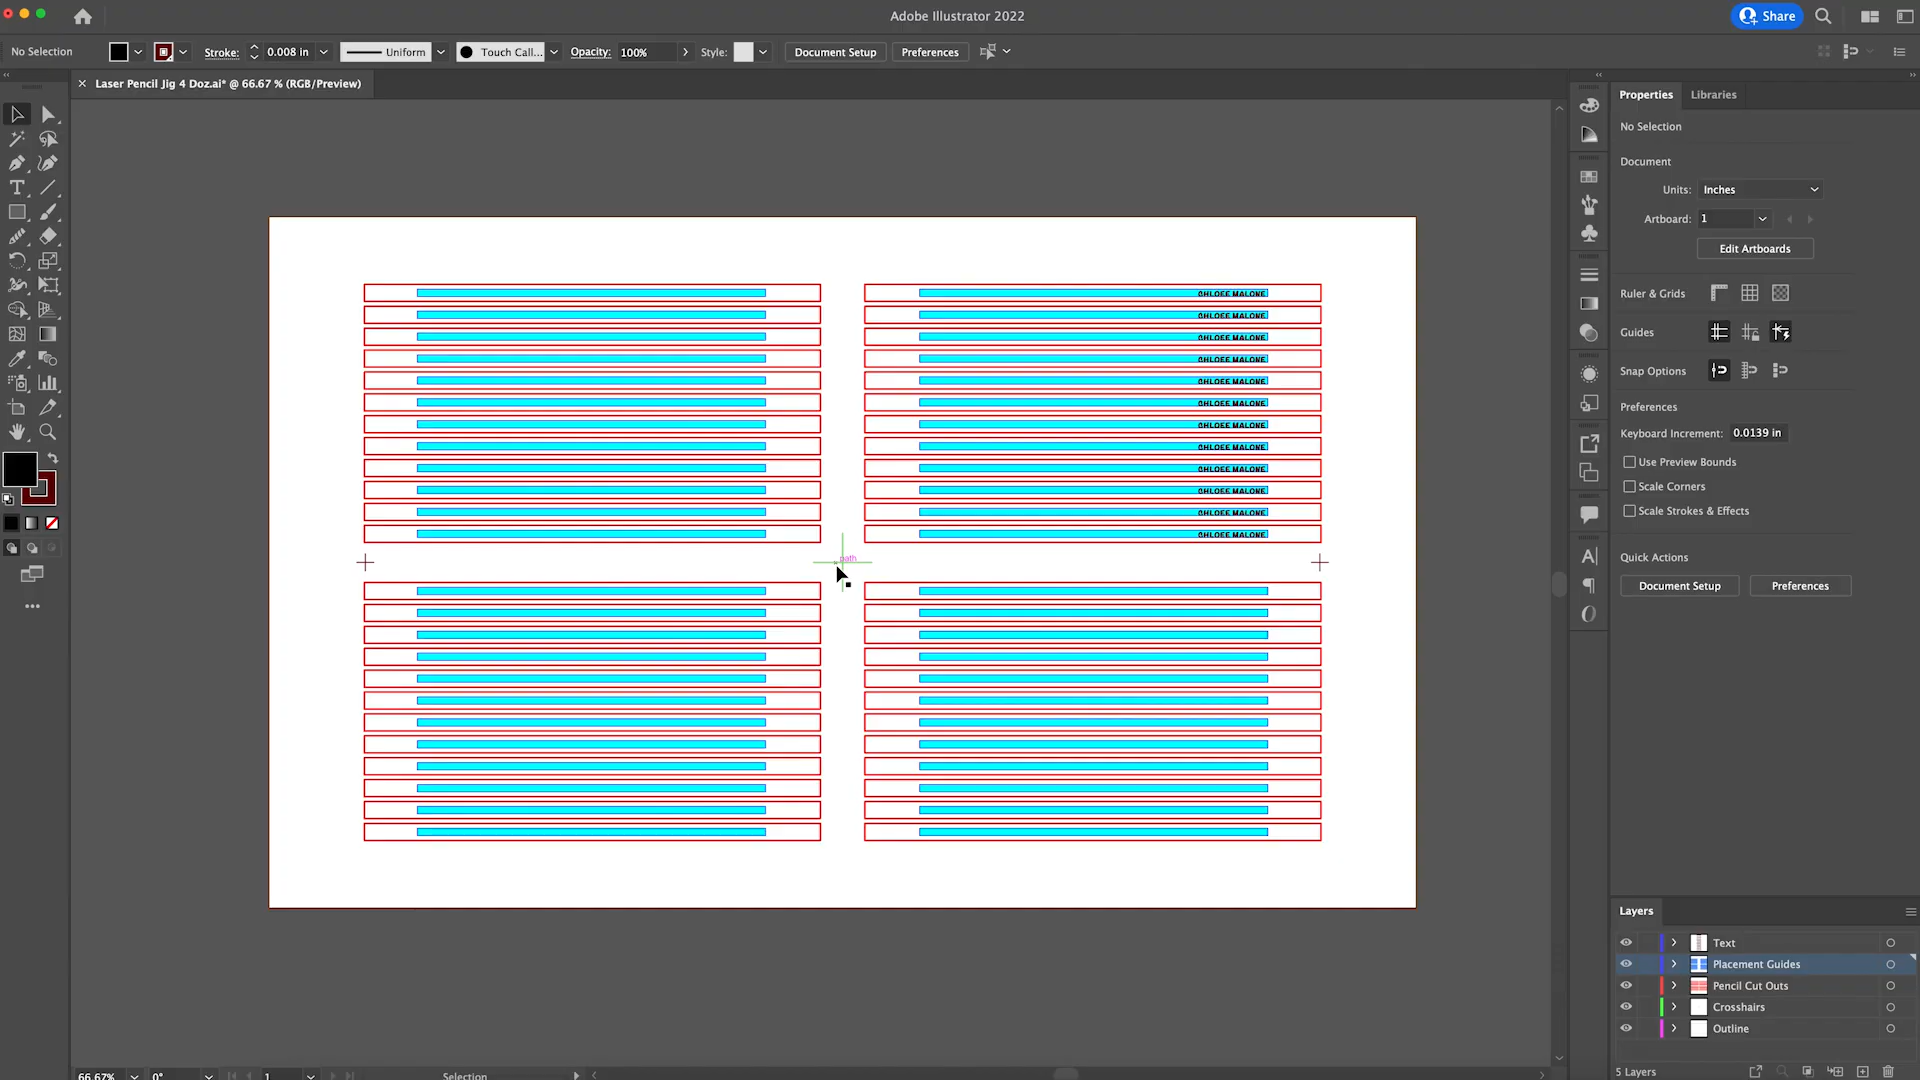 Adobe Illustrator 2022
Share
No Selection
Stroke:
0.008 in
Uniform
Touch Call...
Opacity:
100%
Style:
Document Setup
Preferences
× Laser Pencil Jig 4 Doz.ai* @ 66.67 % (RGB/Preview)
Properties
Libraries
No Selection
Document
Units:
Inches
Artboard:
1
Edit Artboards
Ruler & Grids
Guides
Snap Options
Preferences
Keyboard Increment:
0.0139 in
Use Preview Bounds
Scale Corners
Scale Strokes & Effects
Quick Actions
Document Setup
Preferences
CHLOEE MALONE
CHLOEE MALONE
CHLOEE MALONE
CHLOEE MALONE
CHLOEE MALONE
CHLOEE MALONE
CHLOEE MALONE
CHLOEE MALONE
CHLOEE MALONE
CHLOEE MALONE
CHLOEE MALONE
CHLOEE MALONE
path
Layers
Text
Placement Guides
Pencil Cut Outs
Crosshairs
Outline
5 Layers
66.67%
0°
1
Selection